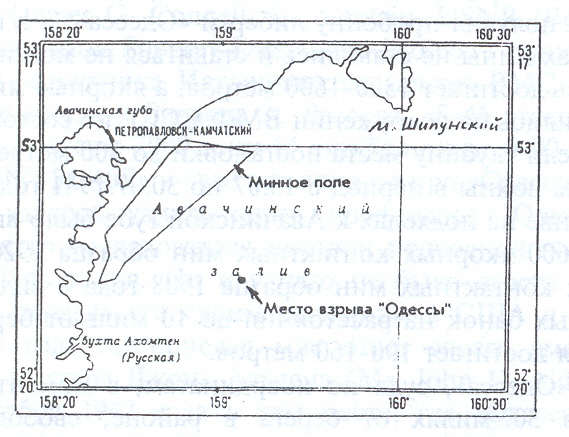 158°20'
159°
160°
160°30'
53°
17'
53°
17'
Авачинская губа
ПЕТРОПАВЛОВСК-КАМЧАТСКИЙ
м. Шипунский
53°
53°
Минное поле
Авачинский
залив
Место взрыва "Одессы"
бухта Ахомтен
(Русская)
52°
20'
52°
20'
158°20'
159°
160°
160°30'